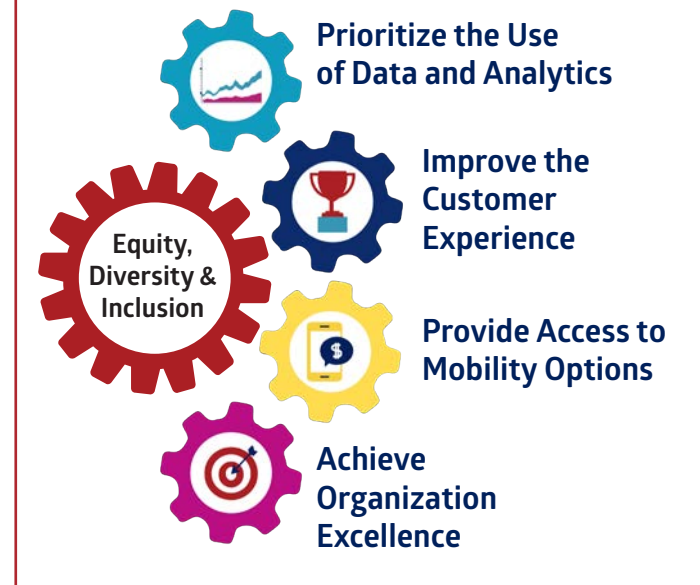 Prioritize the Use
of Data and Analytics
Improve the
Customer
Experience
Equity,
Diversity &
Inclusion
$
Provide Access to
Mobility Options
Achieve
Organization
Excellence